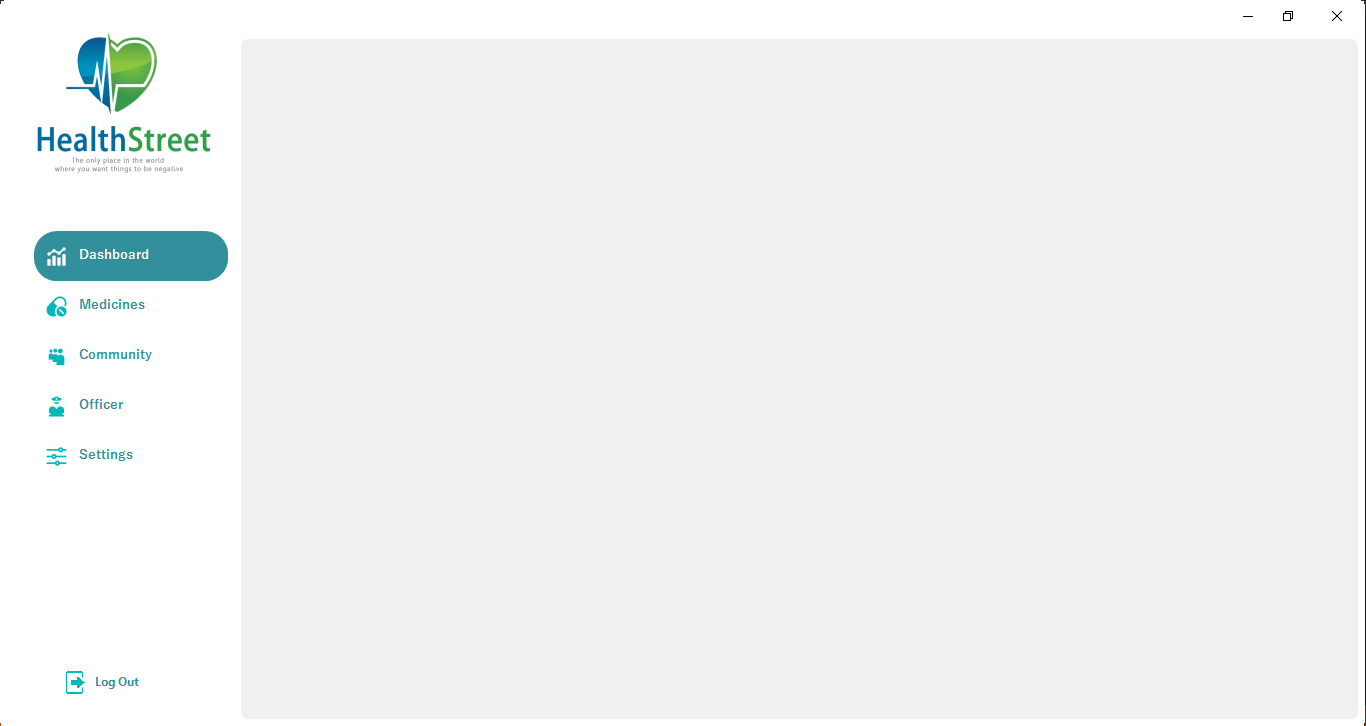 HealthStreet
The only place in the world
where you want things to be negative
Dashboard
Medicines
Community
Officer
Settings
Log Out